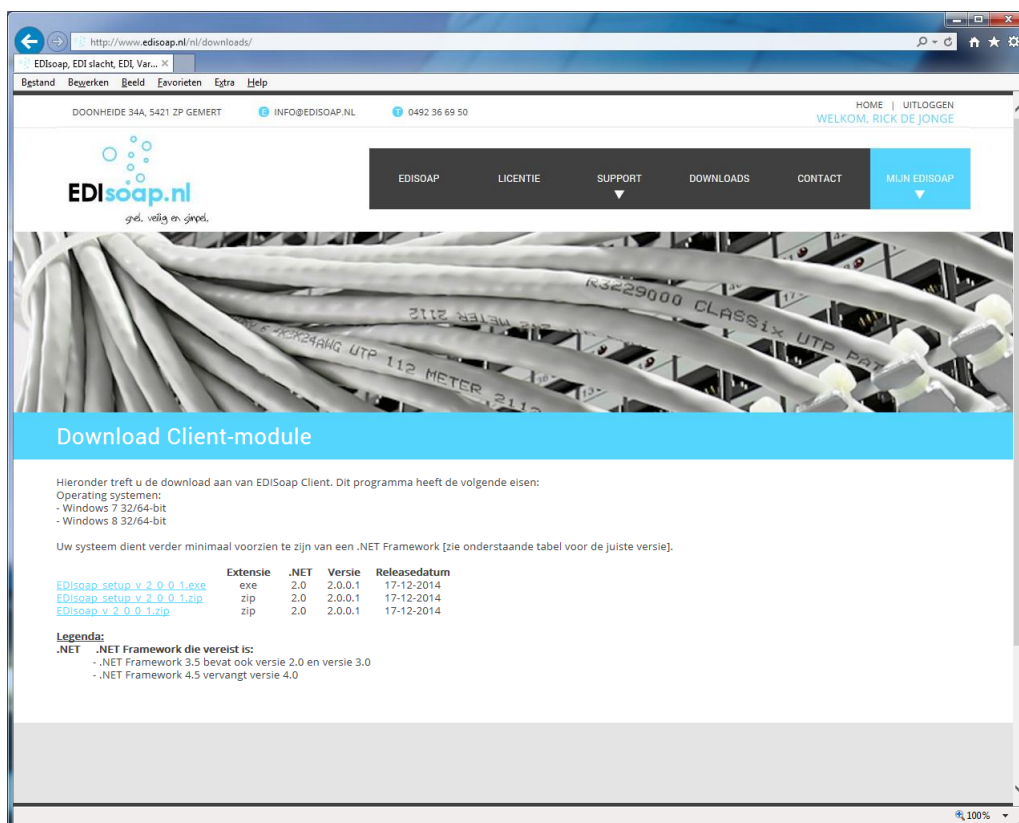 http://www.edisoap.nl/nl/downloads/
EDIsoap, EDI slacht, EDI, Var...
Bestand Bewerken Beeld Favorieten Extra Help
DOONHEIDE 34A, 5421 ZP GEMERT INFO@EDISOAP.NL 0492 36 69 50
HOME | UITLOGGEN
WELKOM, RICK DE JONGE
EDIsoap.nl
snel, veilig en simpel.
EDISOAP LICENTIE SUPPORT DOWNLOADS CONTACT MIJN EDISOAP
R3229000 CLASSix UTP PAT
2112 METER 2112
4X2X24AWG UTP 112 METER 2112
Download Client-module
Hieronder treft u de download aan van EDISoap Client. Dit programma heeft de volgende eisen:
Operating systemen:
- Windows 7 32/64-bit
- Windows 8 32/64-bit
Uw systeem dient verder minimaal voorzien te zijn van een .NET Framework [zie onderstaande tabel voor de juiste versie].
Extensie .NET Versie Releasedatum
EDIsoap_setup_v_2_0_0_1.exe exe 2.0 2.0.0.1 17-12-2014
EDIsoap_setup_v_2_0_0_1.zip zip 2.0 2.0.0.1 17-12-2014
EDIsoap_v_2_0_0_1.zip zip 2.0 2.0.0.1 17-12-2014
Legenda:
.NET .NET Framework die vereist is:
- .NET Framework 3.5 bevat ook versie 2.0 en versie 3.0
- .NET Framework 4.5 vervangt versie 4.0
100%